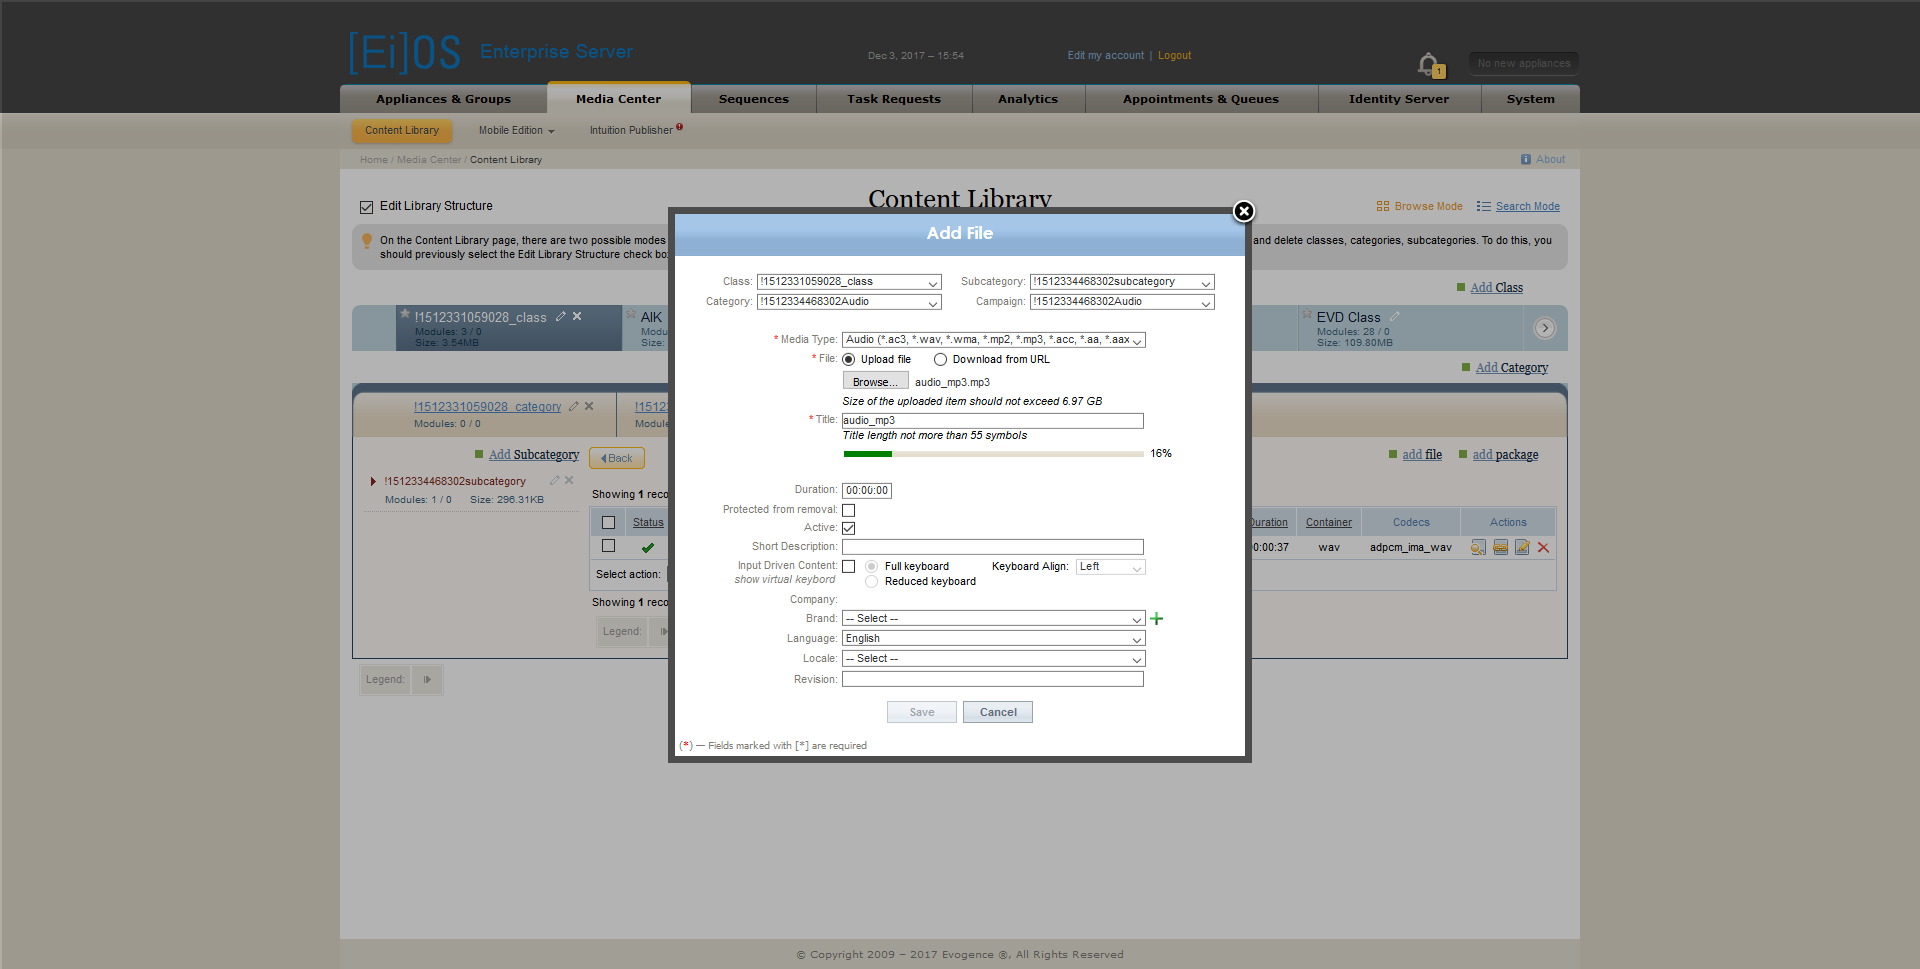 [Ei]OS Enterprise Server
Dec 3, 2017 – 15:54
Edit my account | Logout
1
No new appliances
Appliances & Groups
Media Center
Sequences
Task Requests
Analytics
Appointments & Queues
Identity Server
System
Content Library
Mobile Edition
Intuition Publisher
Home / Media Center / Content Library
About
Edit Library Structure
Content Library
Browse Mode
Search Mode
On the Content Library page, there are two possible modes
and delete classes, categories, subcategories. To do this, you
should previously select the Edit Library Structure check bo
Add Class
!1512331059028_class
Modules: 3 / 0
Size: 3.54MB
AIK
Modul
Size:
EVD Class
Modules: 28 / 0
Size: 109.80MB
Add Category
!1512331059028_category
Modules: 0 / 0
!1512
Modul
Add Subcategory
Back
add file
add package
!1512334468302subcategory
Modules: 1 / 0 Size: 296.31KB
Showing 1 reco
Status
Duration
Container
Codecs
Actions
0:00:37
wav
adpcm_ima_wav
Select action:
Showing 1 reco
Legend:
Legend:
Add File
Class: !1512331059028_class
Subcategory: !1512334468302subcategory
Category: !1512334468302Audio
Campaign: !1512334468302Audio
* Media Type: Audio (*.ac3, *.wav, *.wma, *.mp2, *.mp3, *.acc, *.aa, *.aax
* File: Upload file Download from URL
Browse... audio_mp3.mp3
Size of the uploaded item should not exceed 6.97 GB
* Title: audio_mp3
Title length not more than 55 symbols
16%
Duration: 00:00:00
Protected from removal:
Active:
Short Description:
Input Driven Content: Full keyboard Keyboard Align: Left
show virtual keybord Reduced keyboard
Company:
Brand: -- Select --
Language: English
Locale: -- Select --
Revision:
Save Cancel
(*) — Fields marked with [*] are required
© Copyright 2009 – 2017 Evogence ®, All Rights Reserved